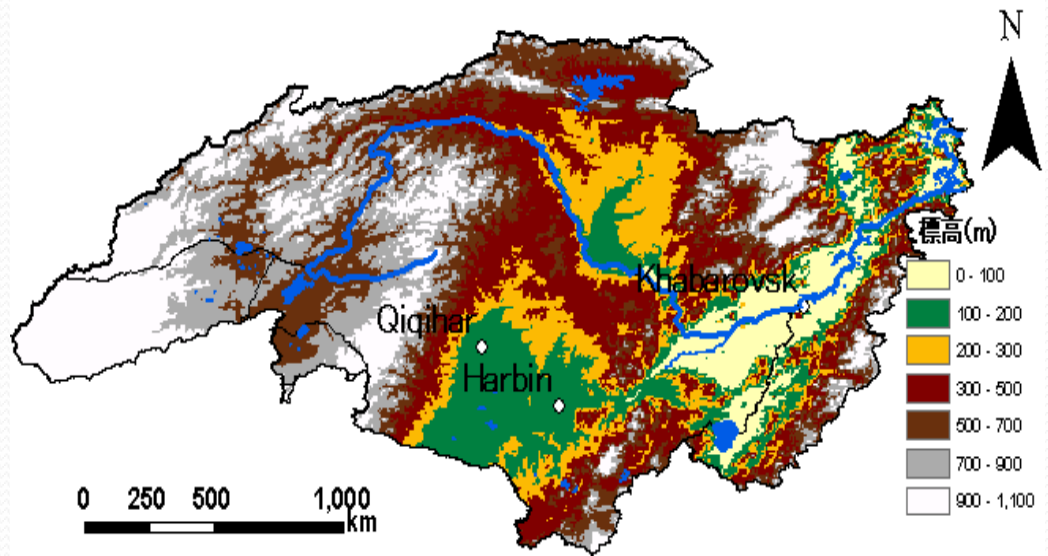 N
標高(m)
0 - 100
100 - 200
200 - 300
300 - 500
500 - 700
700 - 900
900 - 1,100
Khabarovsk
Qiqihar
Harbin
0 250 500 1,000
km